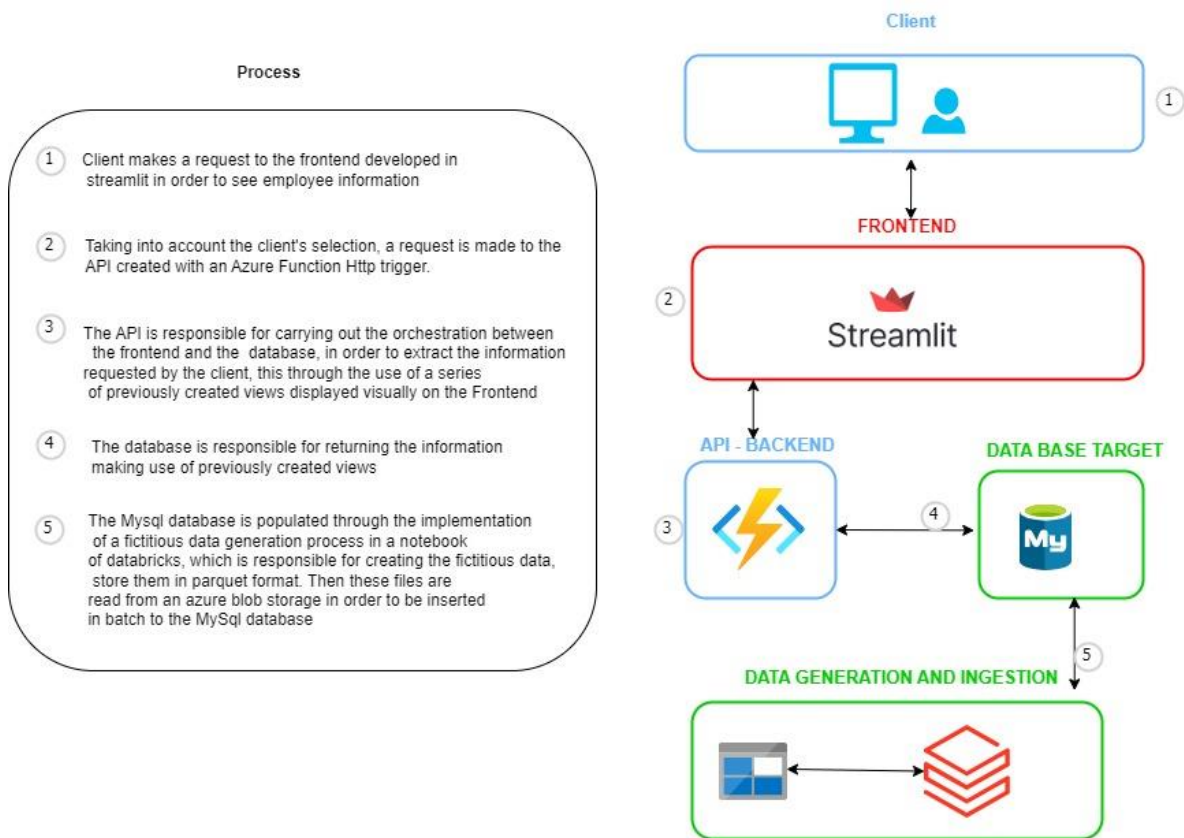 Process
1
Client makes a request to the frontend developed in
streamlit in order to see employee information
2
Taking into account the client's selection, a request is made to the
API created with an Azure Function Http trigger.
3
The API is responsible for carrying out the orchestration between
the frontend and the database, in order to extract the information
requested by the client, this through the use of a series
of previously created views displayed visually on the Frontend
4
The database is responsible for returning the information
making use of previously created views
5
The Mysql database is populated through the implementation
of a fictitious data generation process in a notebook
of databricks, which is responsible for creating the fictitious data,
store them in parquet format. Then these files are
read from an azure blob storage in order to be inserted
in batch to the MySql database
Client
1
FRONTEND
2
Streamlit
API - BACKEND
3
4
DATA BASE TARGET
My
5
DATA GENERATION AND INGESTION